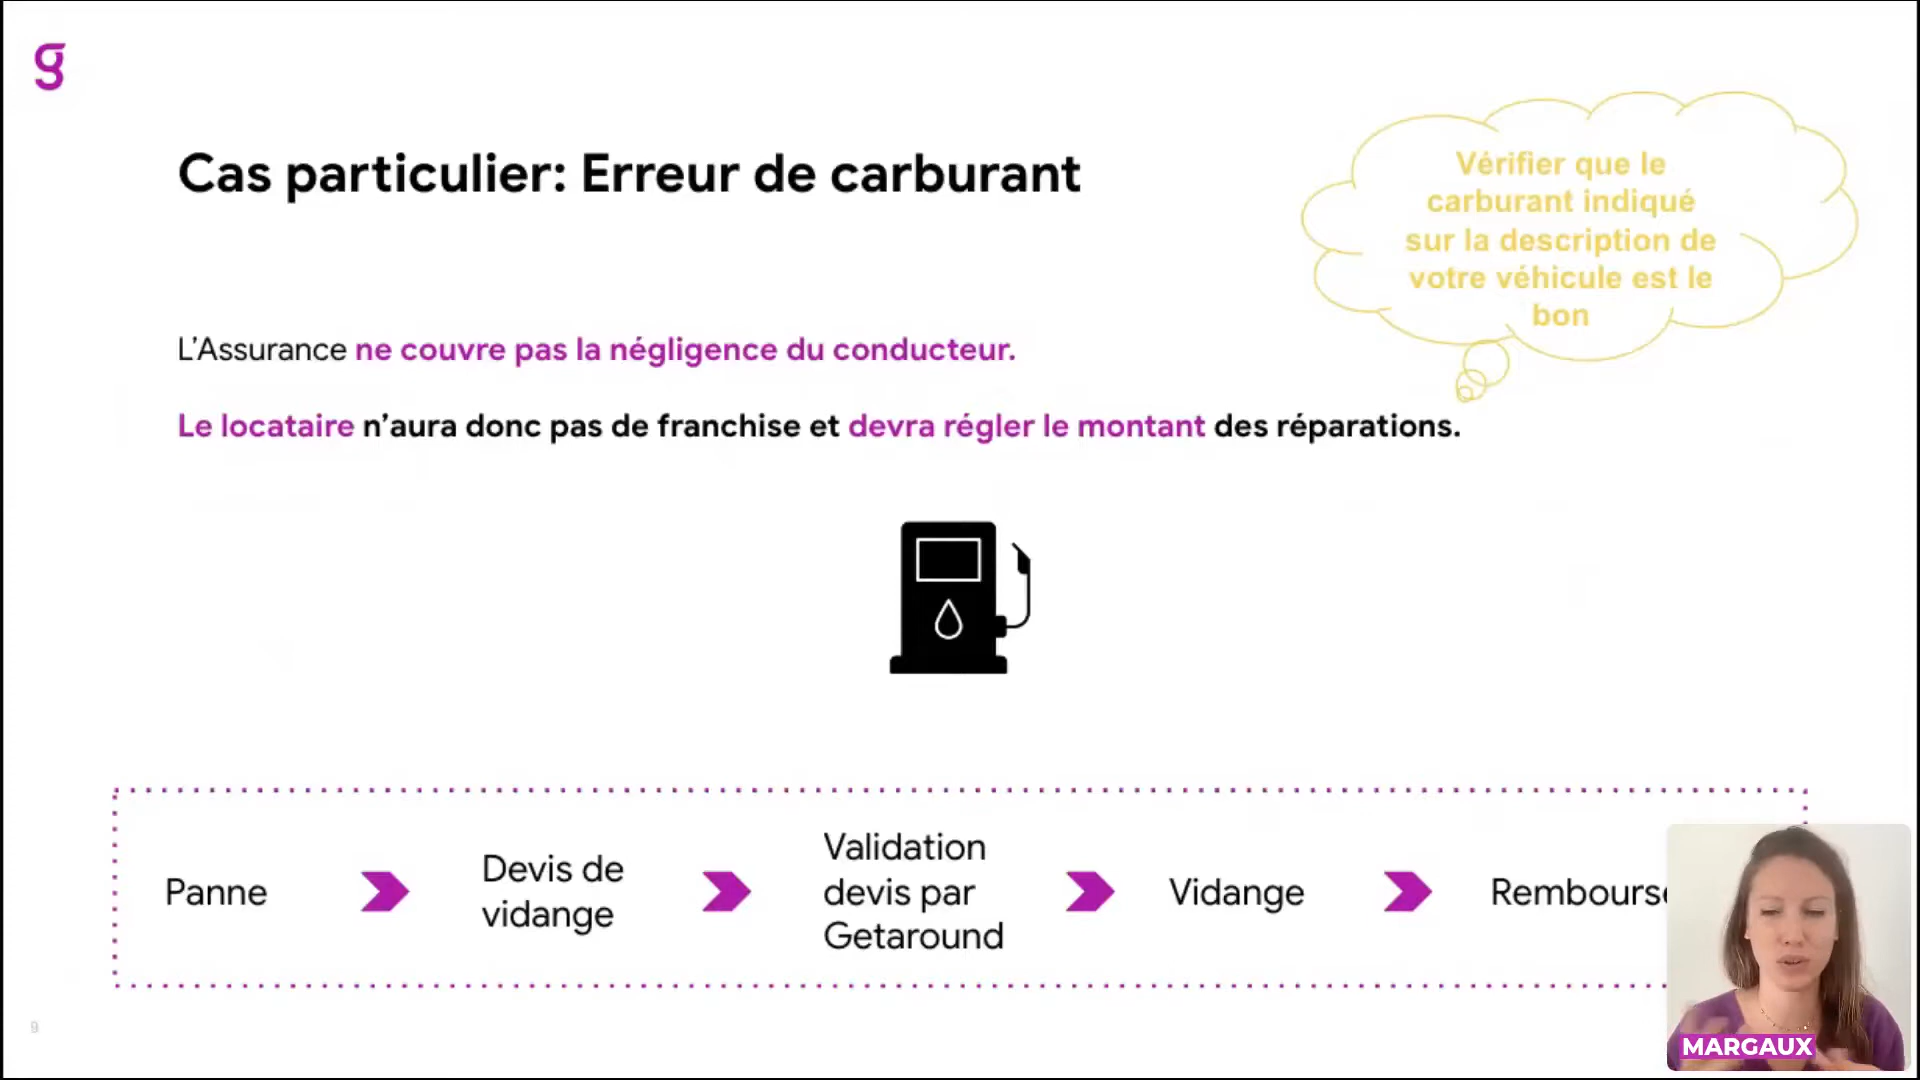 g
Cas particulier: Erreur de carburant
Vérifier que le
carburant indiqué
sur la description de
votre véhicule est le
bon
L'Assurance ne couvre pas la négligence du conducteur.
Le locataire n'aura donc pas de franchise et devra régler le montant des réparations.
Panne
Devis de
vidange
Validation
devis par
Getaround
Vidange
9
MARGAUX